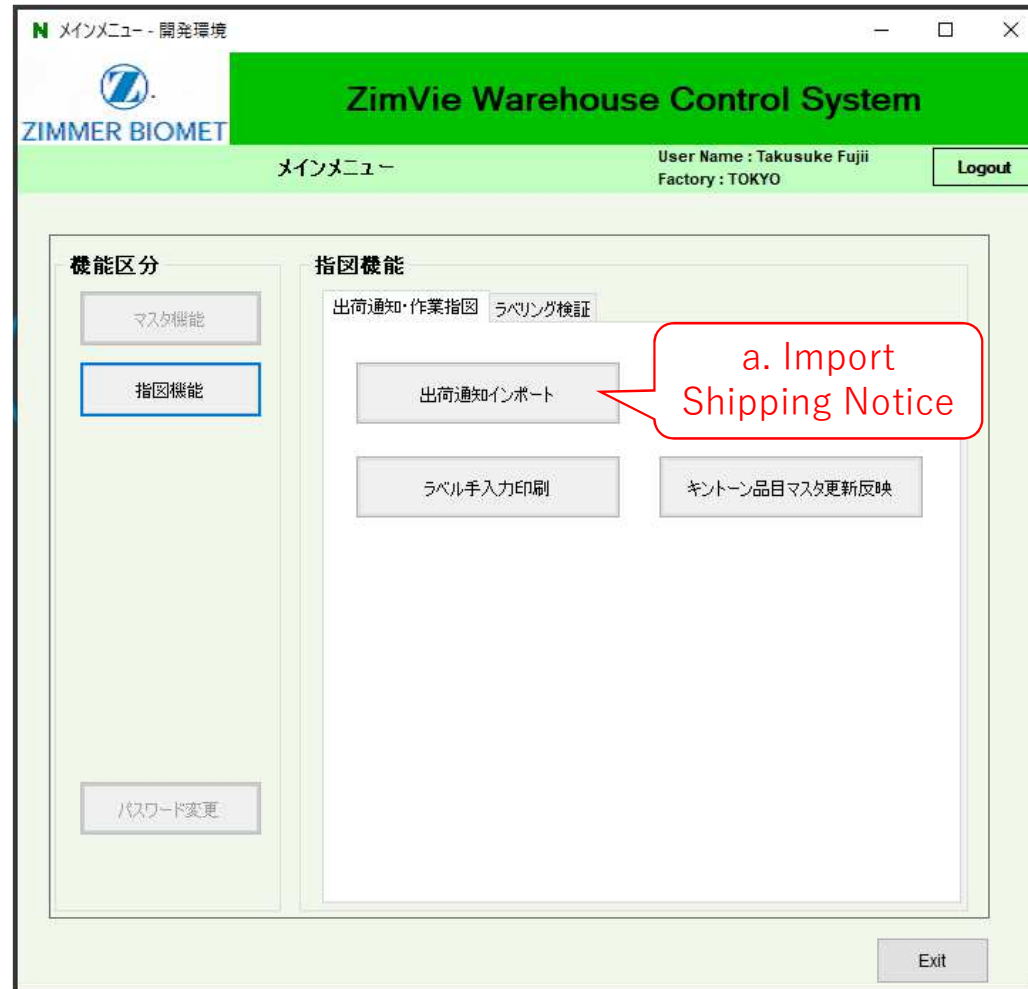 N メインメニュー - 開発環境
Z.
ZIMMER BIOMET
ZimVie Warehouse Control System
メインメニュー
User Name : Takusuke Fujii
Factory : TOKYO
Logout
機能区分
マスタ機能
指図機能
パスワード変更
指図機能
出荷通知・作業指図 ラベリング検証
出荷通知インポート
a. Import
Shipping Notice
ラベル手入力印刷 キントーン品目マスタ更新反映
Exit